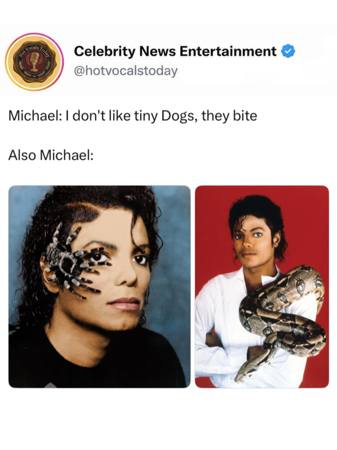 Celebrity News Entertainment
@hotvocalstoday
Michael: I don't like tiny Dogs, they bite
Also Michael: